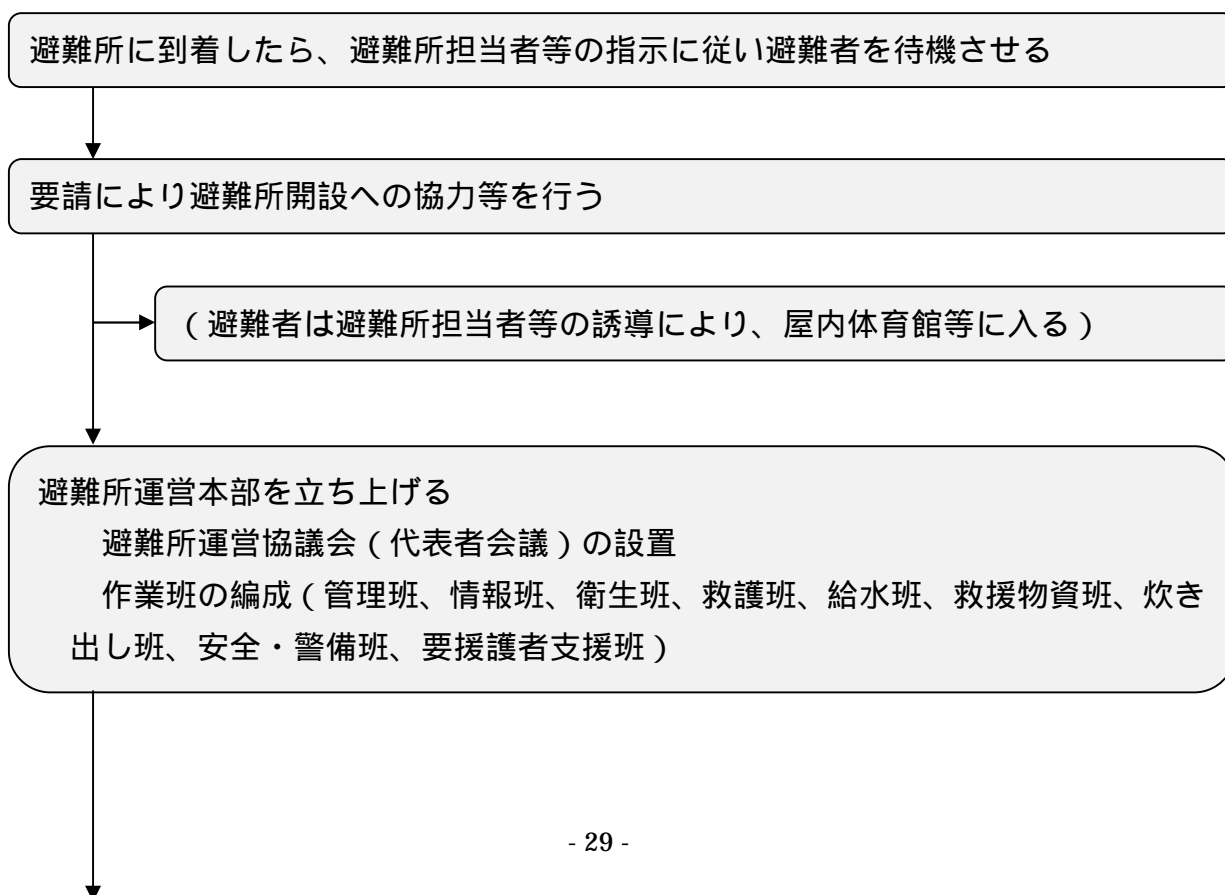 避難所に到着したら、避難所担当者等の指示に従い避難者を待機させる
要請により避難所開設への協力等を行う
（避難者は避難所担当者等の誘導により、屋内体育館等に入る）
避難所運営本部を立ち上げる
避難所運営協議会（代表者会議）の設置
作業班の編成（管理班、情報班、衛生班、救護班、給水班、救援物資班、炊き
出し班、安全・警備班、要援護者支援班）
- 29 -